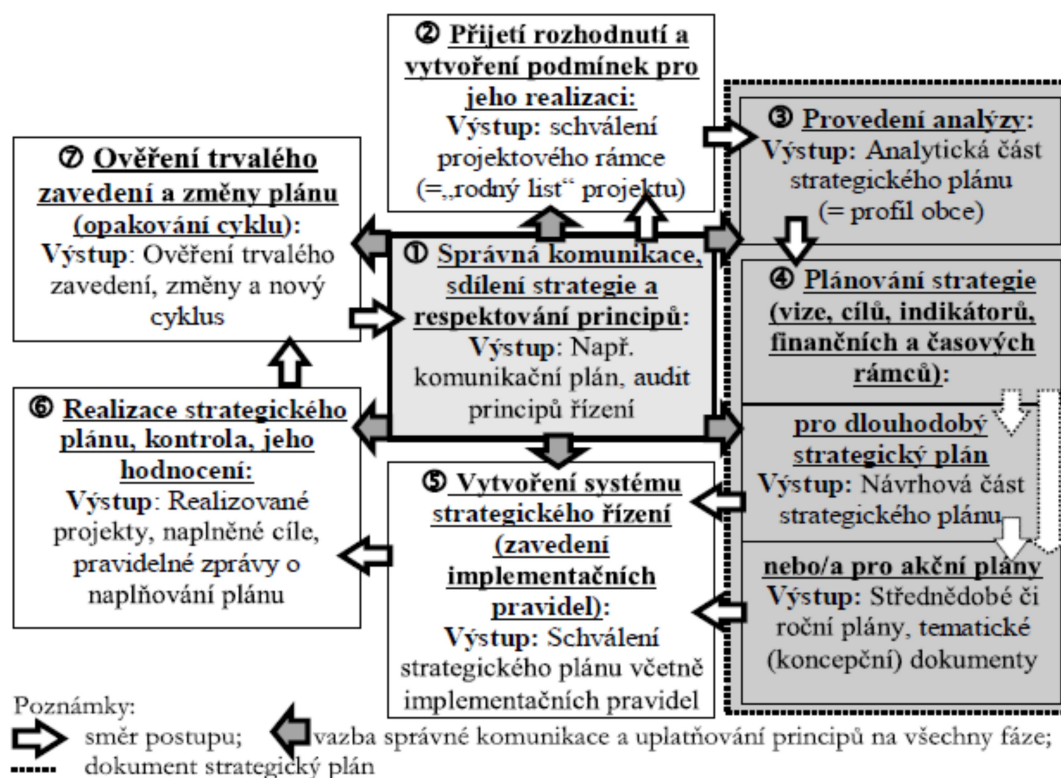 ② Přijetí rozhodnutí a
vytvoření podmínek pro
jeho realizaci:
Výstup: schválení
projektového rámce
(=„rodný list“ projektu)
③ Provedení analýzy:
Výstup: Analytická část
strategického plánu
(= profil obce)
⑦ Ověření trvalého
zavedení a změny plánu
(opakování cyklu):
Výstup: Ověření trvalého
zavedení, změny a nový
cyklus
① Správná komunikace,
sdílení strategie a
respektování principů:
Výstup: Např.
komunikační plán, audit
principů řízení
④ Plánování strategie
(vize, cílů, indikátorů,
finančních a časových
rámců):
pro dlouhodobý
strategický plán
Výstup: Návrhová část
strategického plánu
nebo/a pro akční plány
Výstup: Střednědobé či
roční plány, tematické
(koncepční) dokumenty
⑥ Realizace strategického
plánu, kontrola, jeho
hodnocení:
Výstup: Realizované
projekty, naplněné cíle,
pravidelné zprávy o
naplňování plánu
⑤ Vytvoření systému
strategického řízení
(zavedení
implementačních
pravidel):
Výstup: Schválení
strategického plánu včetně
implementačních pravidel
Poznámky:
směr postupu; vazba správné komunikace a uplatňování principů na všechny fáze;
dokument strategický plán